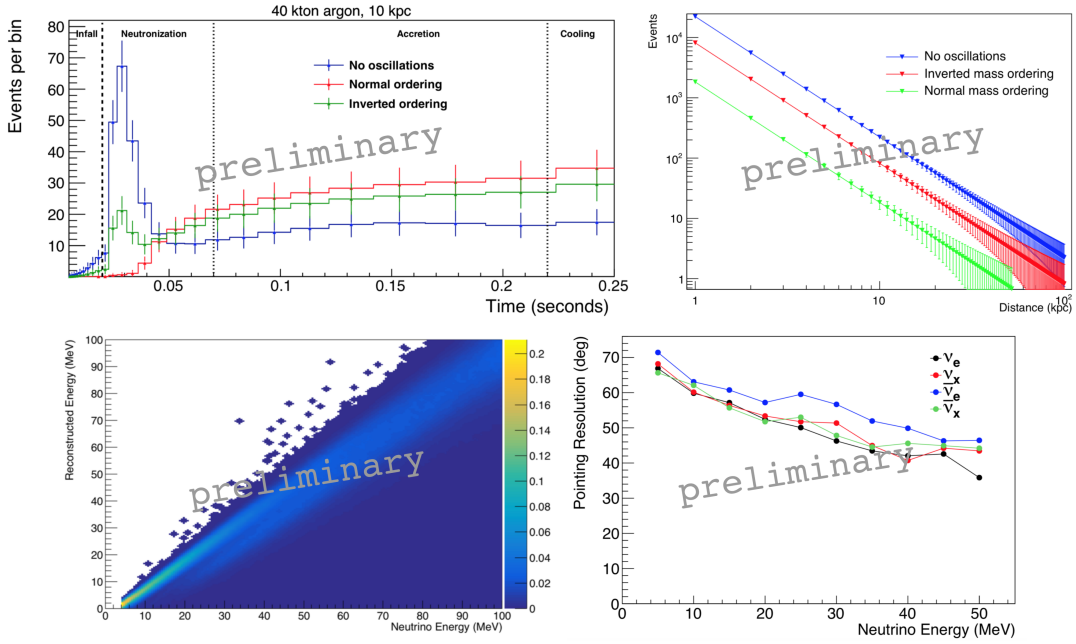 40 kton argon, 10 kpc
Events per bin
80
70
60
50
40
30
20
10
Infall
Neutronization
Accretion
Cooling
No oscillations
Normal ordering
Inverted ordering
preliminary
0.05
0.1
0.15
0.2
0.25
Time (seconds)
Events
10⁴
10³
10²
10
1
No oscillations
Inverted mass ordering
Normal mass ordering
preliminary
1
10
10²
Distance (kpc)
Reconstructed Energy (MeV)
100
90
80
70
60
50
40
30
20
10
0
preliminary
0
10
20
30
40
50
60
70
80
90
100
Neutrino Energy (MeV)
0.2
0.18
0.16
0.14
0.12
0.1
0.08
0.06
0.04
0.02
0
Pointing Resolution (deg)
70
60
50
40
30
20
10
0
νe
νx
ν̅e
ν̅x
preliminary
0
10
20
30
40
50
Neutrino Energy (MeV)